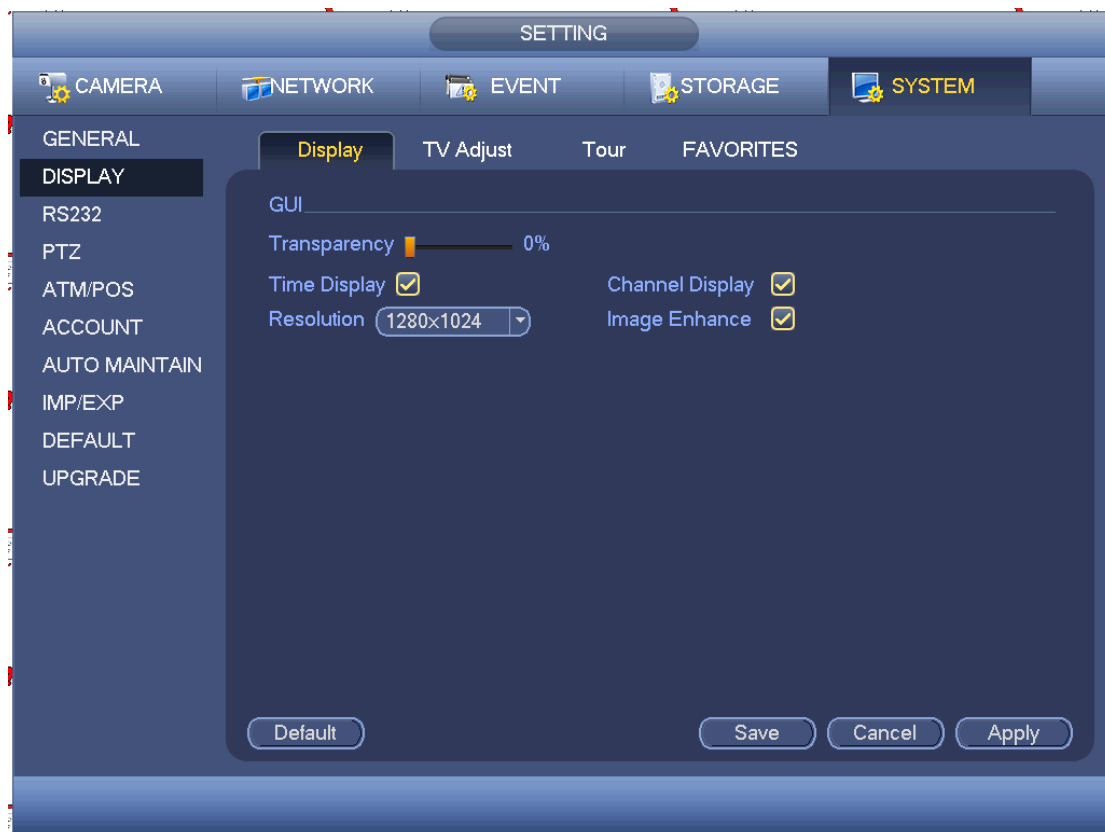 SETTING
CAMERA NETWORK EVENT STORAGE SYSTEM
GENERAL
DISPLAY
RS232
PTZ
ATM/POS
ACCOUNT
AUTO MAINTAIN
IMP/EXP
DEFAULT
UPGRADE
Display TV Adjust Tour FAVORITES
GUI
Transparency 0%
Time Display Channel Display
Resolution 1280×1024 Image Enhance
Default Save Cancel Apply